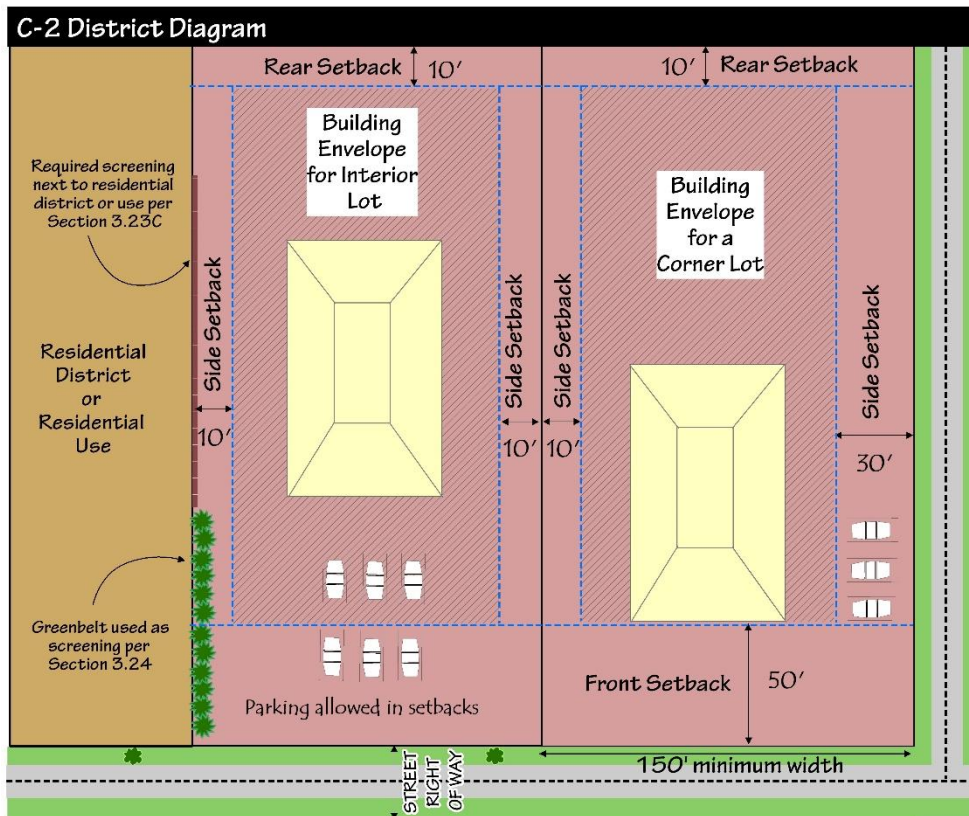 C-2 District Diagram
Rear Setback 10'
10' Rear Setback
Building
Envelope
for Interior
Lot
Building
Envelope
for a
Corner Lot
Required screening
next to residential
district or use per
Section 3.23C
Side Setback
Side Setback
Side Setback
Side Setback
Residential
District
or
Residential
Use
10'
10'
10'
30'
Greenbelt used as
screening per
Section 3.24
Front Setback
50'
Parking allowed in setbacks
STREET
RIGHT
OF WAY
150' minimum width